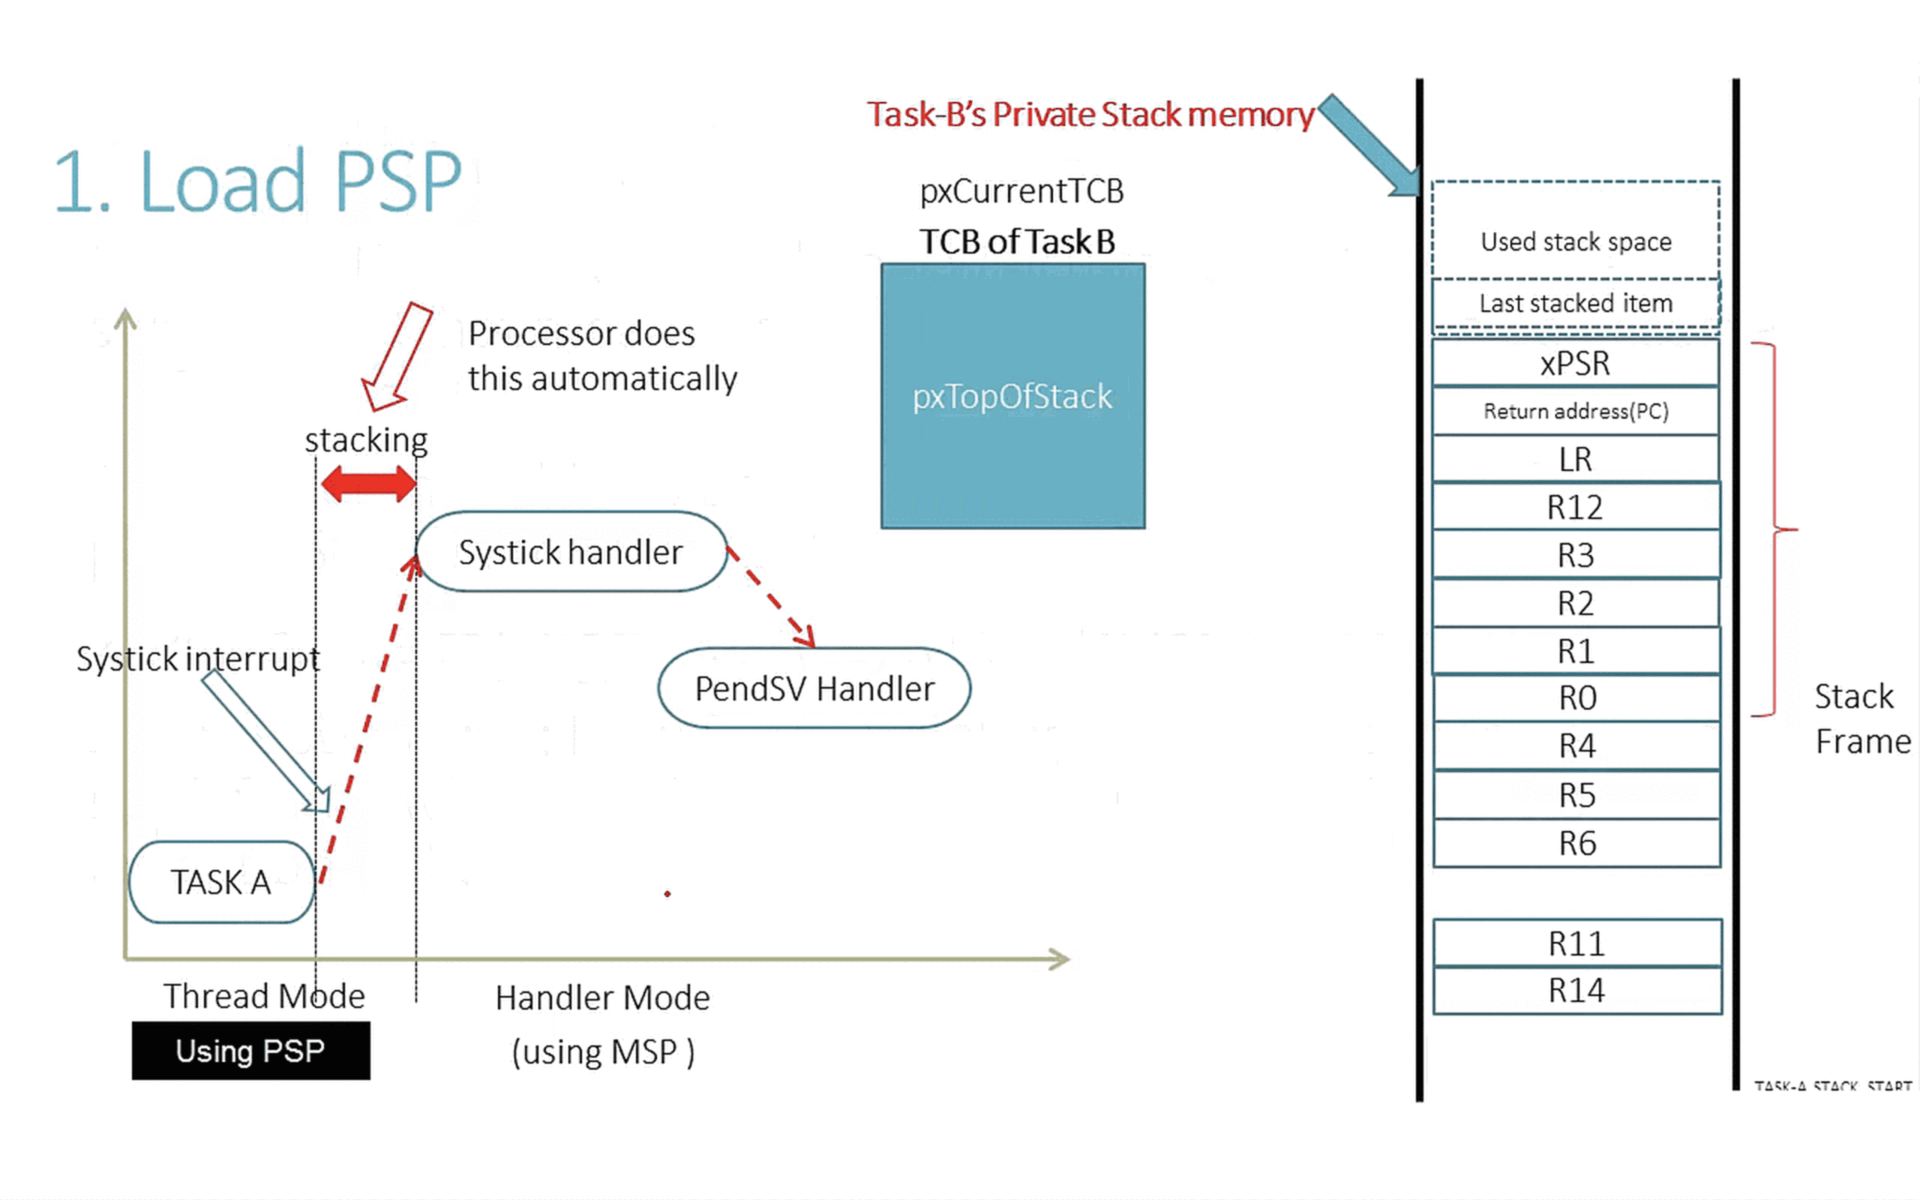 1. Load PSP
Task-B's Private Stack memory
pxCurrentTCB
TCB of Task B
pxTopOfStack
Processor does
this automatically
stacking
Systick handler
Systick interrupt
PendSV Handler
TASK A
Thread Mode
Using PSP
Handler Mode
(using MSP )
Used stack space
Last stacked item
xPSR
Return address(PC)
LR
R12
R3
R2
R1
R0
R4
R5
R6
R11
R14
Stack
Frame
TASK-A STACK START